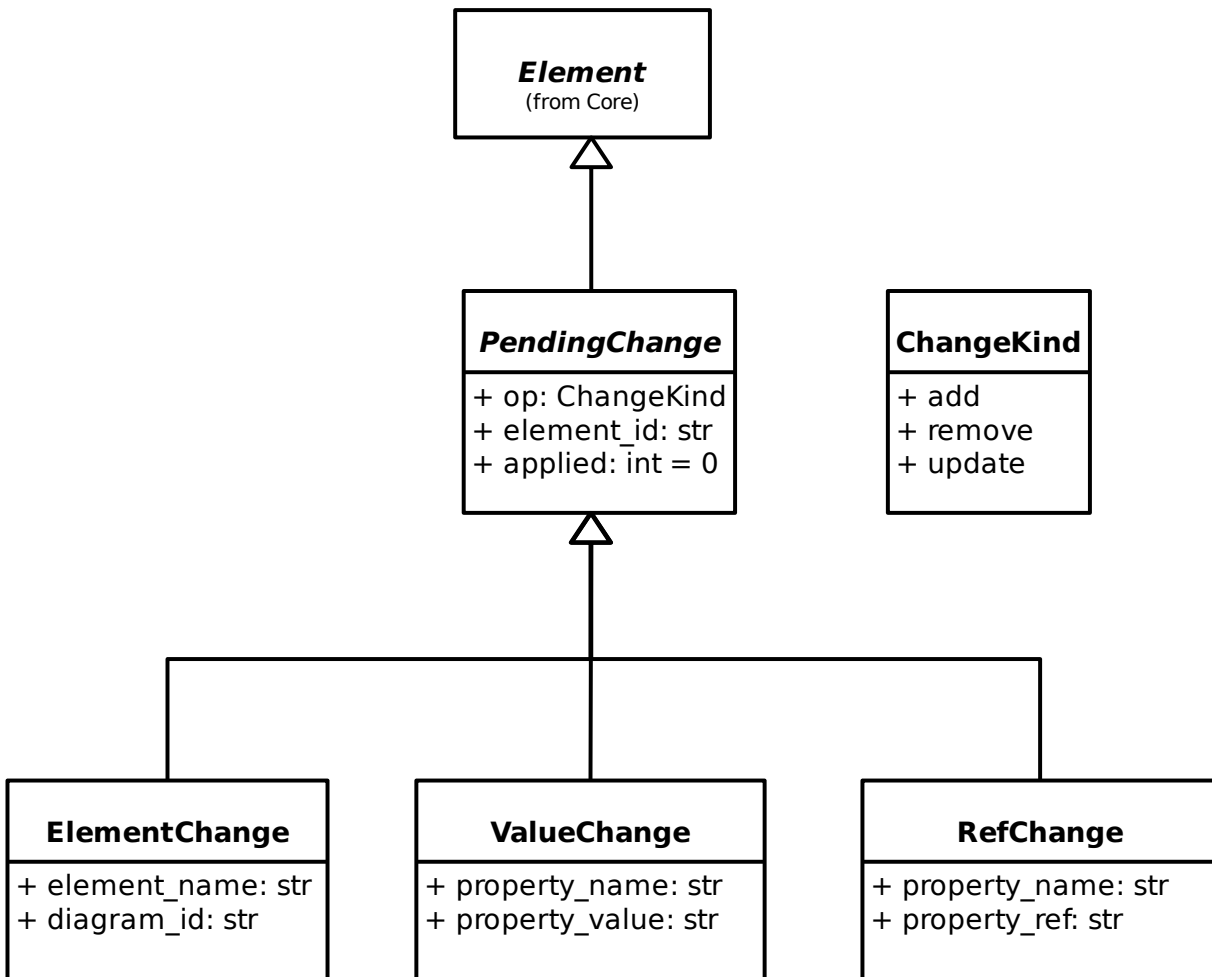 Element
(from Core)
PendingChange
+ op: ChangeKind
+ element_id: str
+ applied: int = 0
ChangeKind
+ add
+ remove
+ update
ElementChange
+ element_name: str
+ diagram_id: str
ValueChange
+ property_name: str
+ property_value: str
RefChange
+ property_name: str
+ property_ref: str